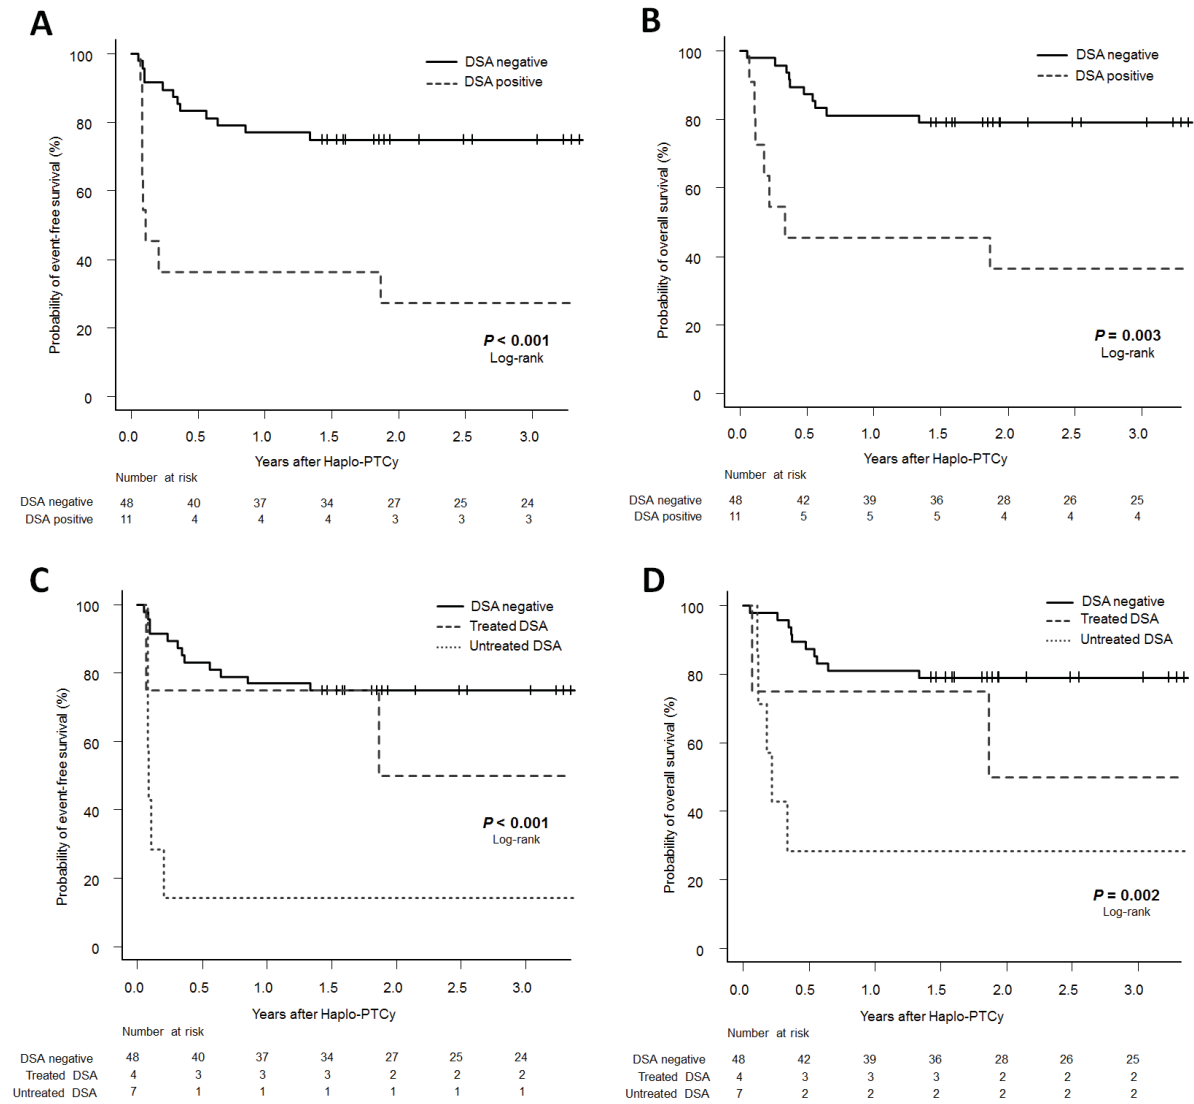 A
Probability of event-free survival (%)
100
80
60
40
20
0
DSA negative
DSA positive
P < 0.001
Log-rank
0.0 0.5 1.0 1.5 2.0 2.5 3.0
Years after Haplo-PTCy
Number at risk
DSA negative 48 40 37 34 27 25 24
DSA positive 11 4 4 4 3 3 3
B
Probability of overall survival (%)
100
80
60
40
20
0
DSA negative
DSA positive
P = 0.003
Log-rank
0.0 0.5 1.0 1.5 2.0 2.5 3.0
Years after Haplo-PTCy
Number at risk
DSA negative 48 42 39 36 28 26 25
DSA positive 11 5 5 5 4 4 4
C
Probability of event-free survival (%)
100
80
60
40
20
0
DSA negative
Treated DSA
Untreated DSA
P < 0.001
Log-rank
0.0 0.5 1.0 1.5 2.0 2.5 3.0
Years after Haplo-PTCy
Number at risk
DSA negative 48 40 37 34 27 25 24
Treated DSA 4 3 3 3 2 2 2
Untreated DSA 7 1 1 1 1 1 1
D
Probability of overall survival (%)
100
80
60
40
20
0
DSA negative
Treated DSA
Untreated DSA
P = 0.002
Log-rank
0.0 0.5 1.0 1.5 2.0 2.5 3.0
Years after Haplo-PTCy
Number at risk
DSA negative 48 42 39 36 28 26 25
Treated DSA 4 3 3 3 2 2 2
Untreated DSA 7 2 2 2 2 2 2